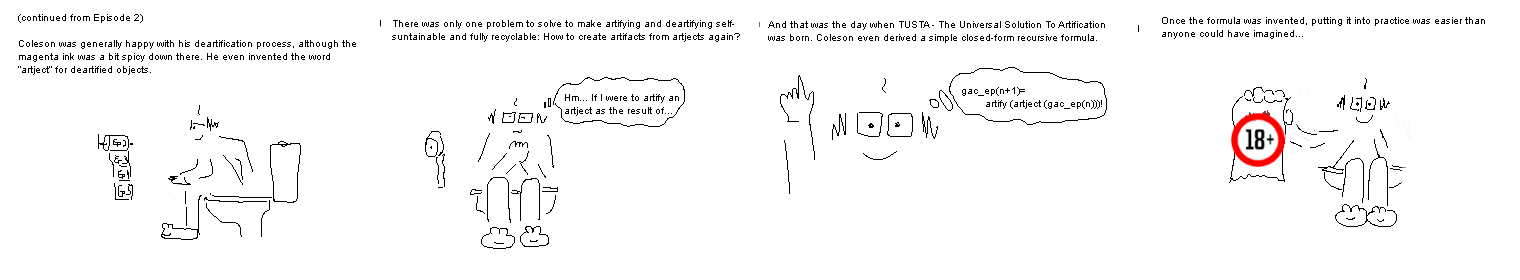 (continued from Episode 2)
Coleson was generally happy with his deartification process, although the
magenta ink was a bit spicy down there. He even invented the word
"artject" for deartified objects.
Ep2
Ep3
Ep4
Ep5
There was only one problem to solve to make artifying and deartifying self-
suntainable and fully recyclable: How to create artifacts from artjects again?
Hm... If I were to artify an
artject as the result of...
And that was the day when TUSTA - The Universal Solution To Artification
was born. Coleson even derived a simple closed-form recursive formula.
gac_ep(n+1)=
artify (artject (gac_ep(n)))!
Once the formula was invented, putting it into practice was easier than
anyone could have imagined...
18+